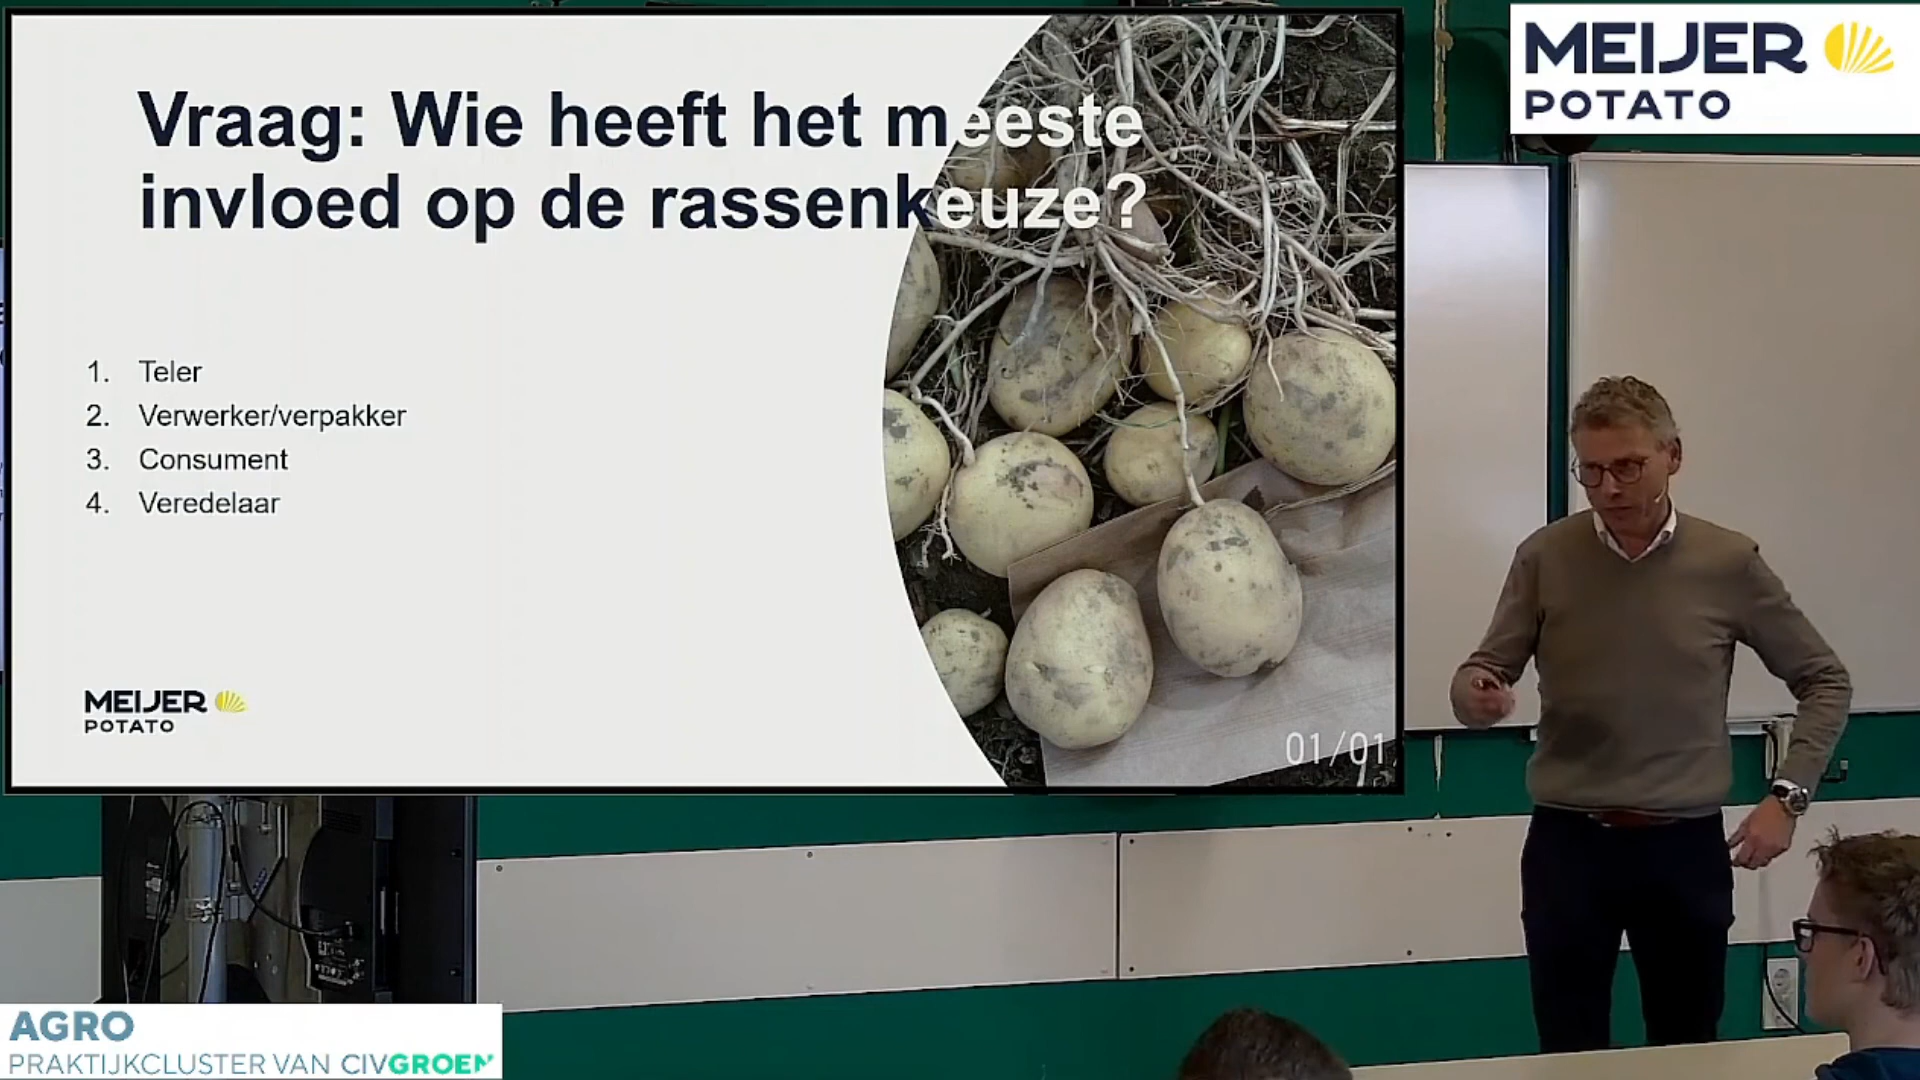 Vraag: Wie heeft het meeste
invloed op de rassenkeuze?
1. Teler
2. Verwerker/verpakker
3. Consument
4. Veredelaar
MEIJER
POTATO
01/01
MEIJER
POTATO
AGRO
PRAKTIJKCLUSTER VAN CIVGROEN